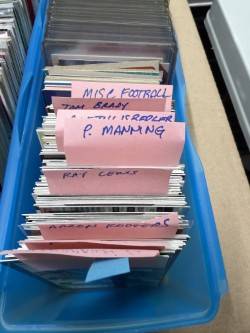 MISC FOOTBALL
TOM BRADY
P. MANNING
RAY LEWIS
AARON RODGERS